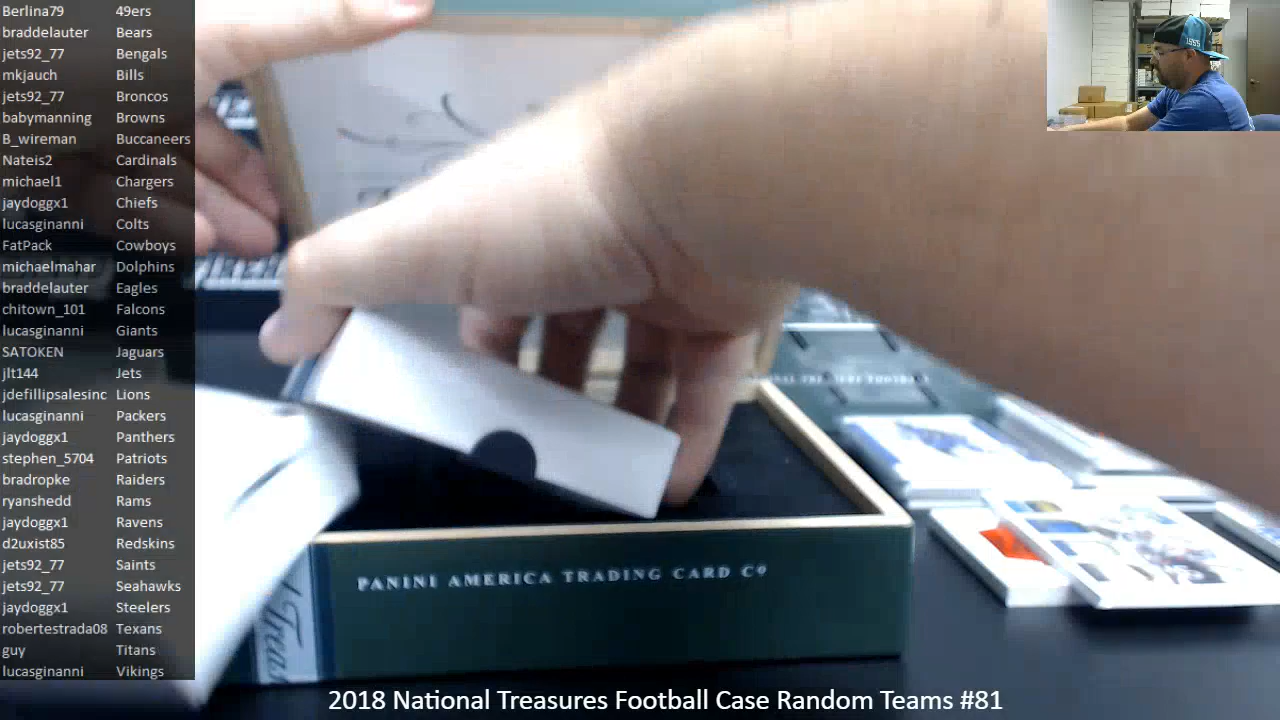 Berlina79 49ers
braddelauter Bears
jets92_77 Bengals
mkjauch Bills
jets92_77 Broncos
babymanning Browns
B_wireman Buccaneers
Nateis2 Cardinals
michael1 Chargers
jaydoggx1 Chiefs
lucasginanni Colts
FatPack Cowboys
michaelmahar Dolphins
braddelauter Eagles
chitown_101 Falcons
lucasginanni Giants
SATOKEN Jaguars
jlt144 Jets
jdefillipsalesinc Lions
lucasginanni Packers
jaydoggx1 Panthers
stephen_5704 Patriots
bradropke Raiders
ryanshedd Rams
jaydoggx1 Ravens
d2uxist85 Redskins
jets92_77 Saints
jets92_77 Seahawks
jaydoggx1 Steelers
robertestrada08 Texans
guy Titans
lucasginanni Vikings
NATIONAL TREASURES FOOTBALL
PANINI AMERICA TRADING CARD Co
2018 National Treasures Football Case Random Teams #81